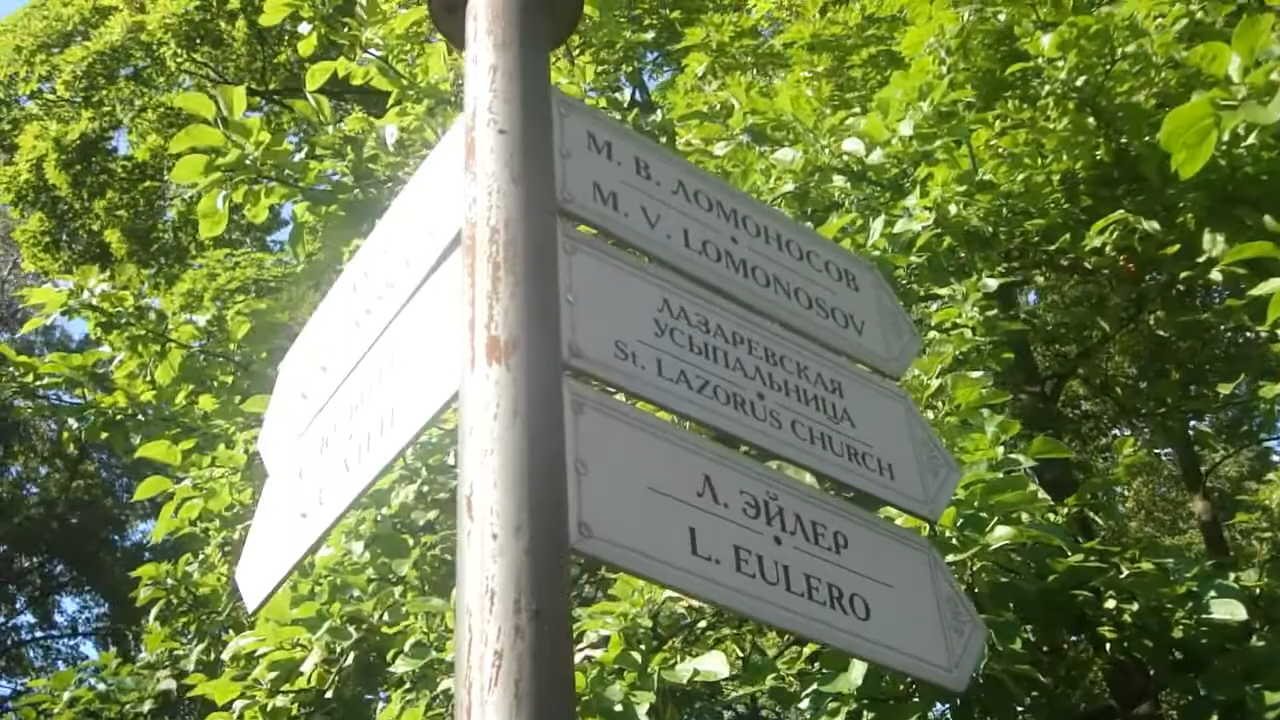 М. В. ЛОМОНОСОВ
M. V. LOMONOSOV
ЛАЗАРЕВСКАЯ
УСЫПАЛЬНИЦА
St. LAZORUS CHURCH
Л. ЭЙЛЕР
L. EULERO